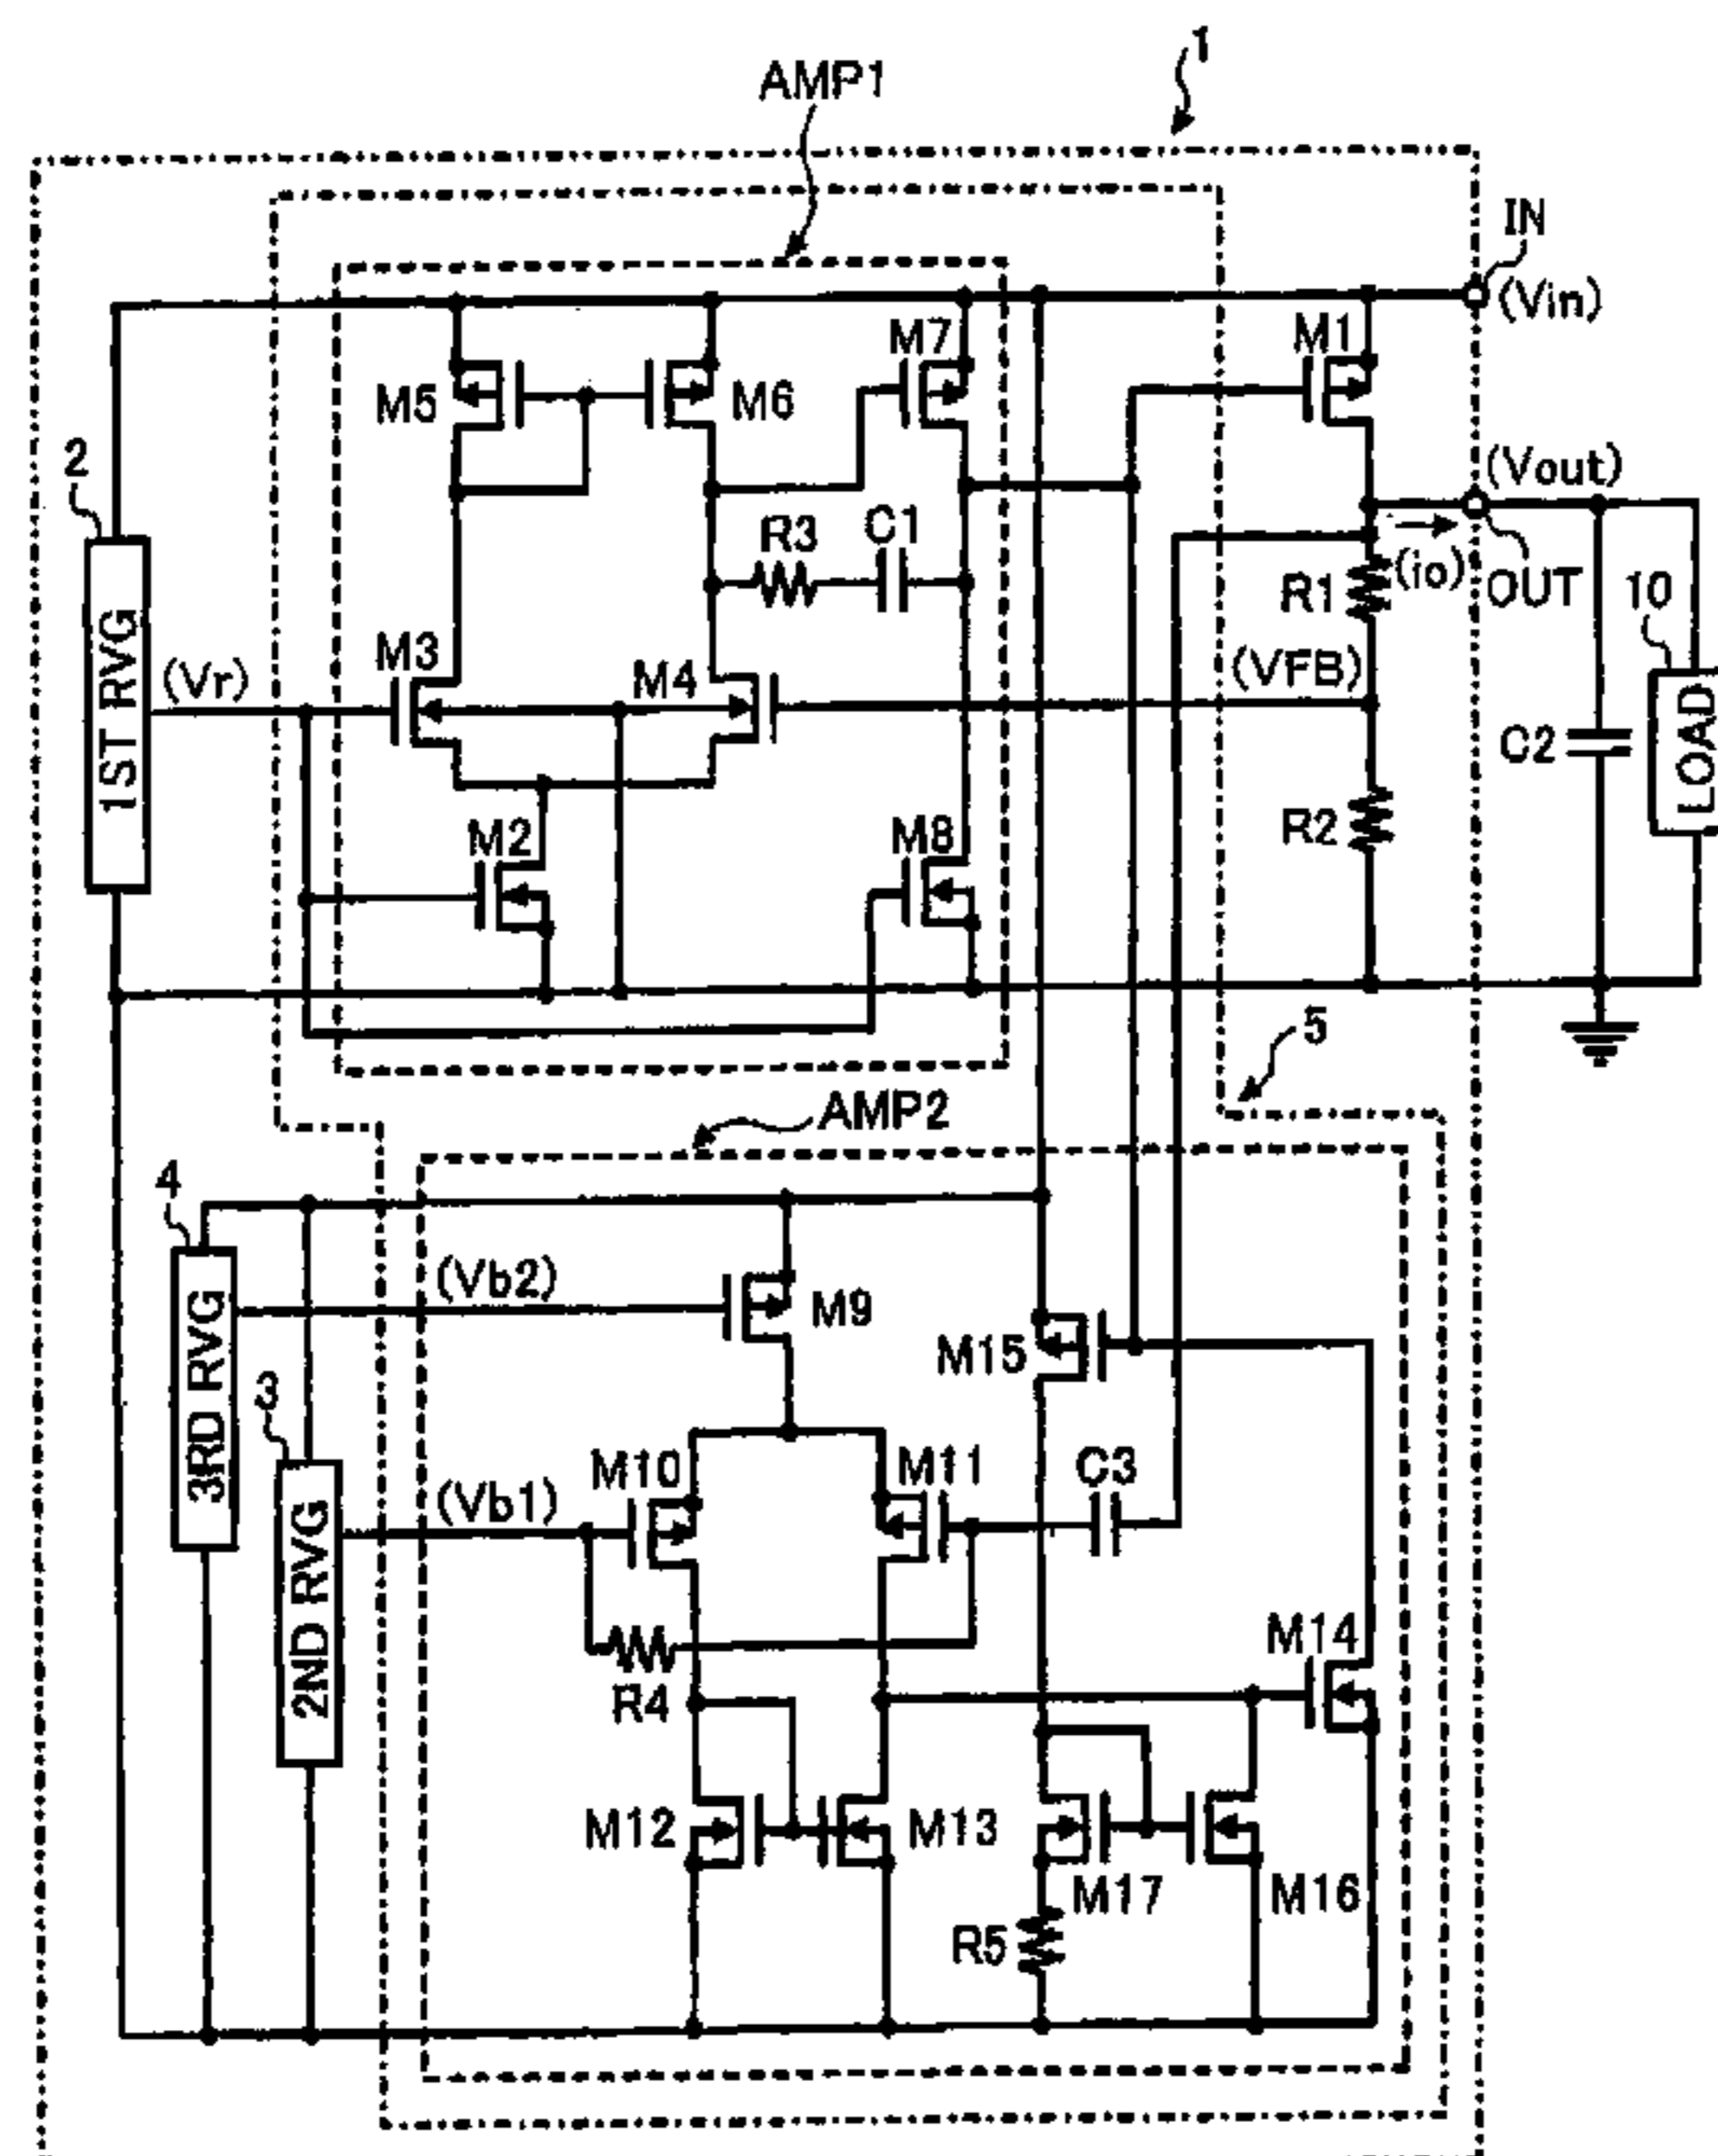 1
AMP1
IN
(Vin)
M7
M1
M5
M6
2
(Vout)
R3
C1
(io)
OUT
R1
10
1ST RVG
(Vr)
M3
M4
(VFB)
C2
LOAD
M2
M8
R2
5
AMP2
4
(Vb2)
M9
3RD RVG
M15
3
M10
M11
C3
(Vb1)
2ND RVG
R4
M14
M12
M13
M17
M16
R5